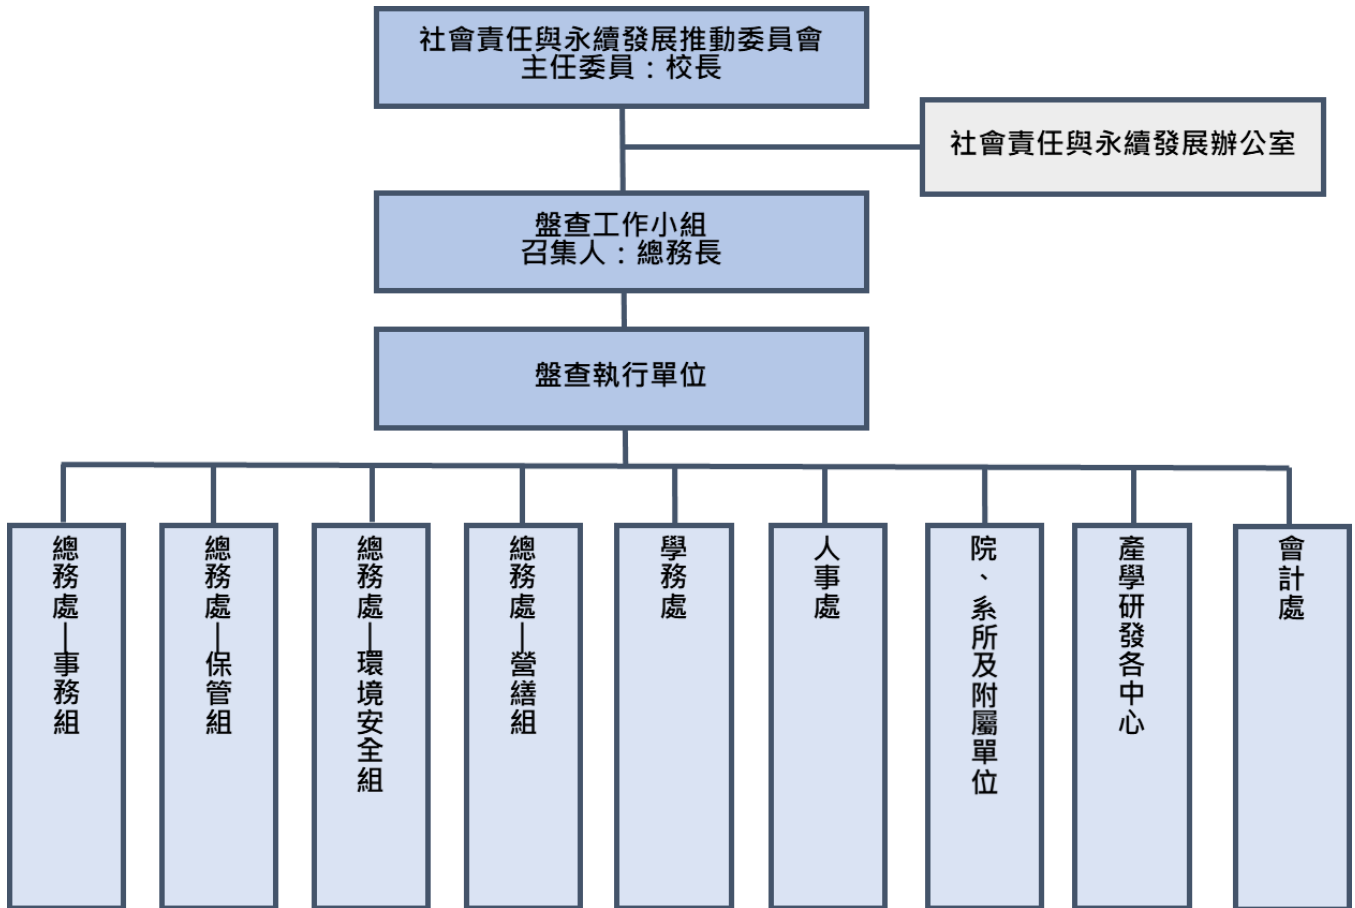 社會責任與永續發展推動委員會
主任委員：校長
社會責任與永續發展辦公室
盤查工作小組
召集人：總務長
盤查執行單位
總務處—事務組
總務處—保管組
總務處—環境安全組
總務處—營繕組
學務處
人事處
院、系所及附屬單位
產學研發各中心
會計處